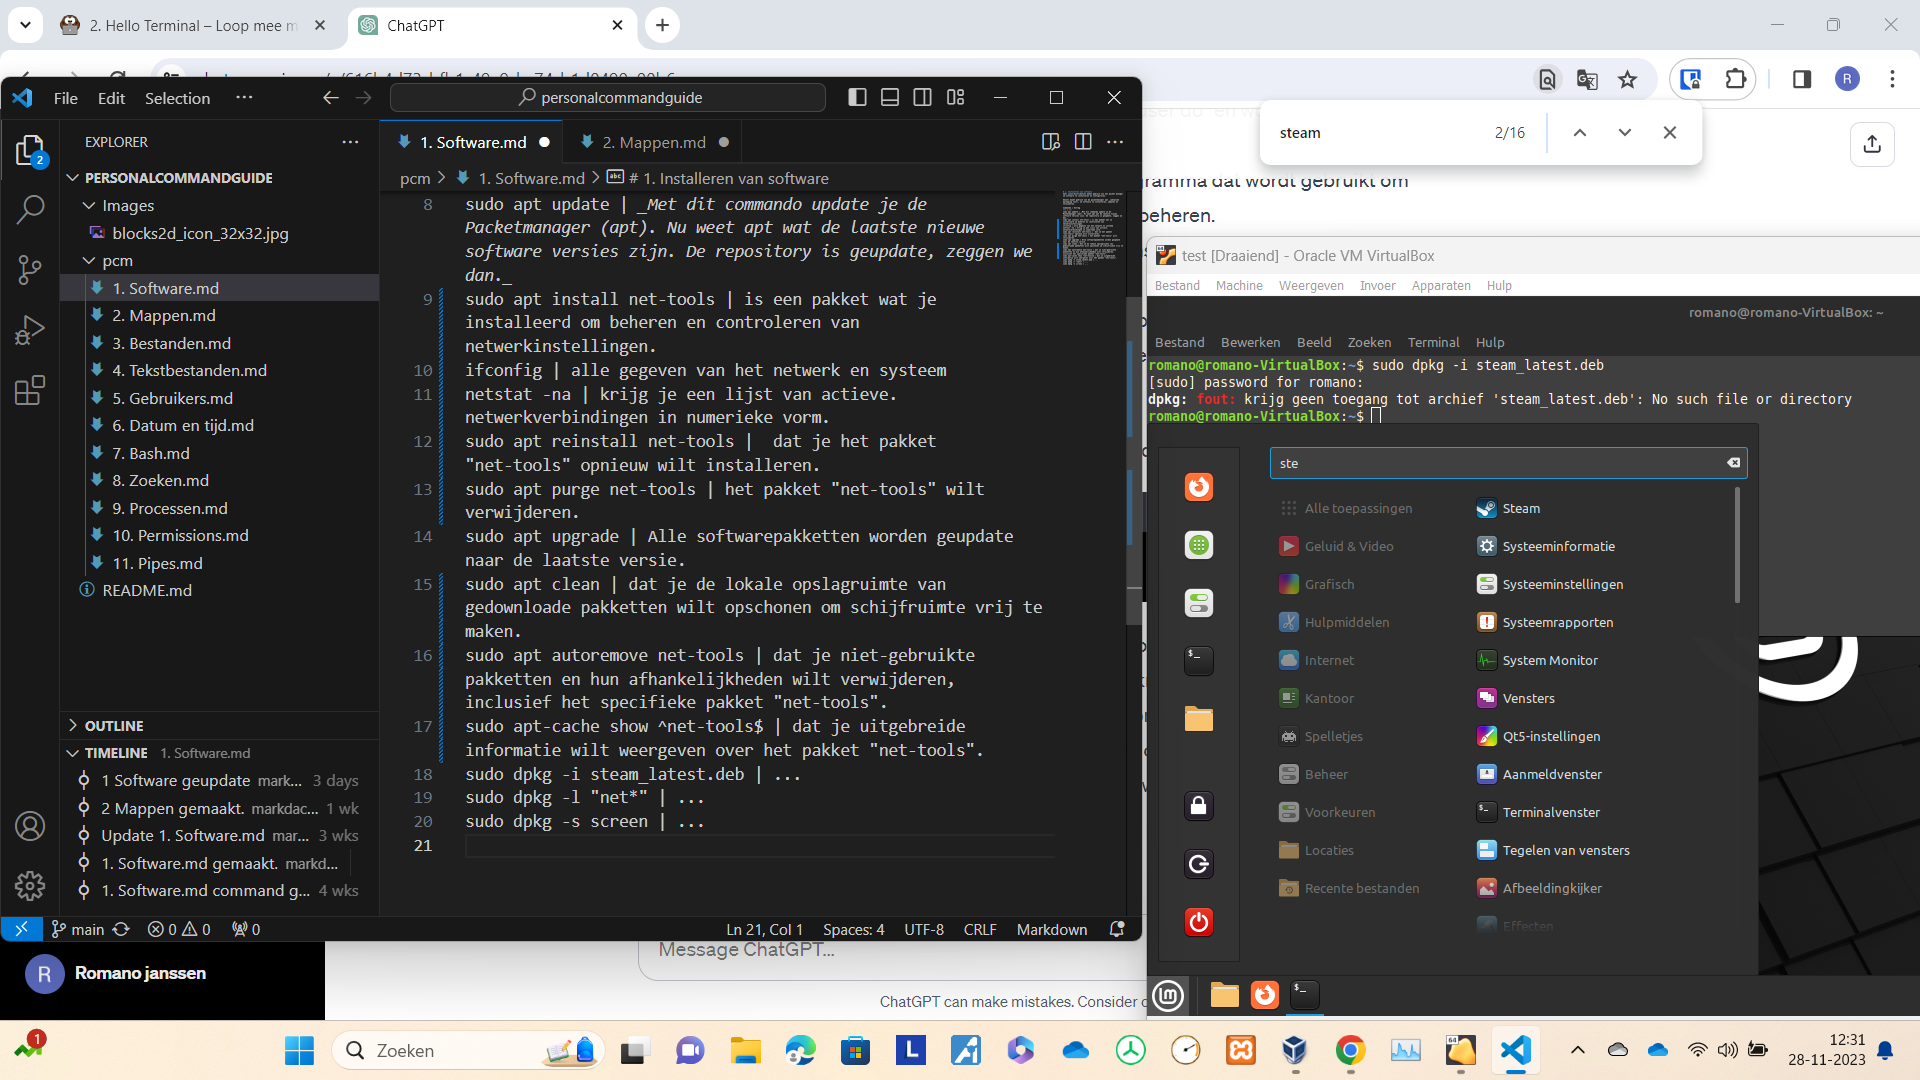 2. Hello Terminal – Loop mee m
ChatGPT
File
Edit
Selection
···
personalcommandguide
steam
2/16
EXPLORER
1. Software.md
2. Mappen.md
PERSONALCOMMANDGUIDE
pcm
1. Software.md
# 1. Installeren van software
gramma dat wordt gebruikt om
beheren.
Images
blocks2d_icon_32x32.jpg
pcm
1. Software.md
2. Mappen.md
3. Bestanden.md
4. Tekstbestanden.md
5. Gebruikers.md
6. Datum en tijd.md
7. Bash.md
8. Zoeken.md
9. Processen.md
10. Permissions.md
11. Pipes.md
README.md
OUTLINE
TIMELINE 1. Software.md
1 Software geupdate mark... 3 days
2 Mappen gemaakt. markdac... 1 wk
Update 1. Software.md mar... 3 wks
1. Software.md gemaakt. markd...
1. Software.md command g... 4 wks
8 sudo apt update | _Met dit commando update je de
Packetmanager (apt). Nu weet apt wat de laatste nieuwe
software versies zijn. De repository is geupdate, zeggen we
dan._
9 sudo apt install net-tools | is een pakket wat je
installeerd om beheren en controleren van
netwerkinstellingen.
10 ifconfig | alle gegeven van het netwerk en systeem
11 netstat -na | krijg je een lijst van actieve.
netwerkverbindingen in numerieke vorm.
12 sudo apt reinstall net-tools |  dat je het pakket
"net-tools" opnieuw wilt installeren.
13 sudo apt purge net-tools | het pakket "net-tools" wilt
verwijderen.
14 sudo apt upgrade | Alle softwarepakketten worden geupdate
naar de laatste versie.
15 sudo apt clean | dat je de lokale opslagruimte van
gedownloade pakketten wilt opschonen om schijfruimte vrij te
maken.
16 sudo apt autoremove net-tools | dat je niet-gebruikte
pakketten en hun afhankelijkheden wilt verwijderen,
inclusief het specifieke pakket "net-tools".
17 sudo apt-cache show ^net-tools$ | dat je uitgebreide
informatie wilt weergeven over het pakket "net-tools".
18 sudo dpkg -i steam_latest.deb | ...
19 sudo dpkg -l "net*" | ...
20 sudo dpkg -s screen | ...
21
main
0
0
0
Ln 21, Col 1
Spaces: 4
UTF-8
CRLF
Markdown
test [Draaiend] - Oracle VM VirtualBox
Bestand Machine Weergeven Invoer Apparaten Hulp
romano@romano-VirtualBox: ~
Bestand Bewerken Beeld Zoeken Terminal Hulp
romano@romano-VirtualBox:~$ sudo dpkg -i steam_latest.deb
[sudo] password for romano:
dpkg: fout: krijg geen toegang tot archief 'steam_latest.deb': No such file or directory
romano@romano-VirtualBox:~$
ste
Alle toepassingen
Geluid & Video
Grafisch
Hulpmiddelen
Internet
Kantoor
Spelletjes
Beheer
Voorkeuren
Locaties
Recente bestanden
Steam
Systeeminformatie
Systeeminstellingen
Systeemrapporten
System Monitor
Vensters
Qt5-instellingen
Aanmeldvenster
Terminalvenster
Tegelen van vensters
Afbeeldingkijker
Effecten
R
Romano janssen
Message ChatGPT...
ChatGPT can make mistakes. Consider
1
Zoeken
12:31
28-11-2023